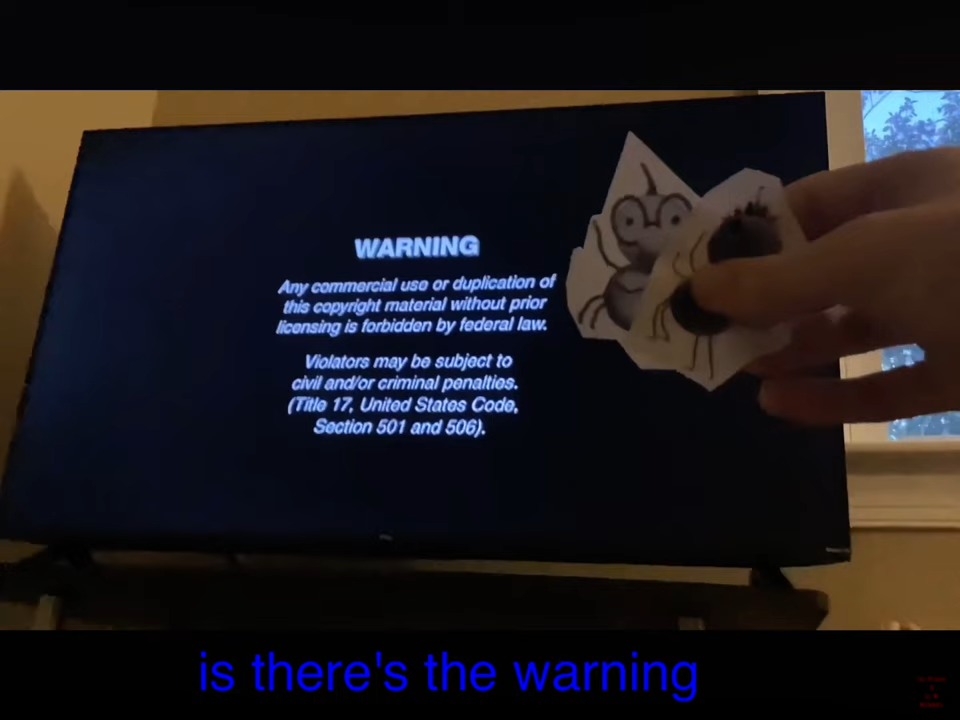 WARNING
Any commercial use or duplication of
this copyright material without prior
licensing is forbidden by federal law.
Violators may be subject to
civil and/or criminal penalties.
(Title 17, United States Code,
Section 501 and 506).
is there's the warning